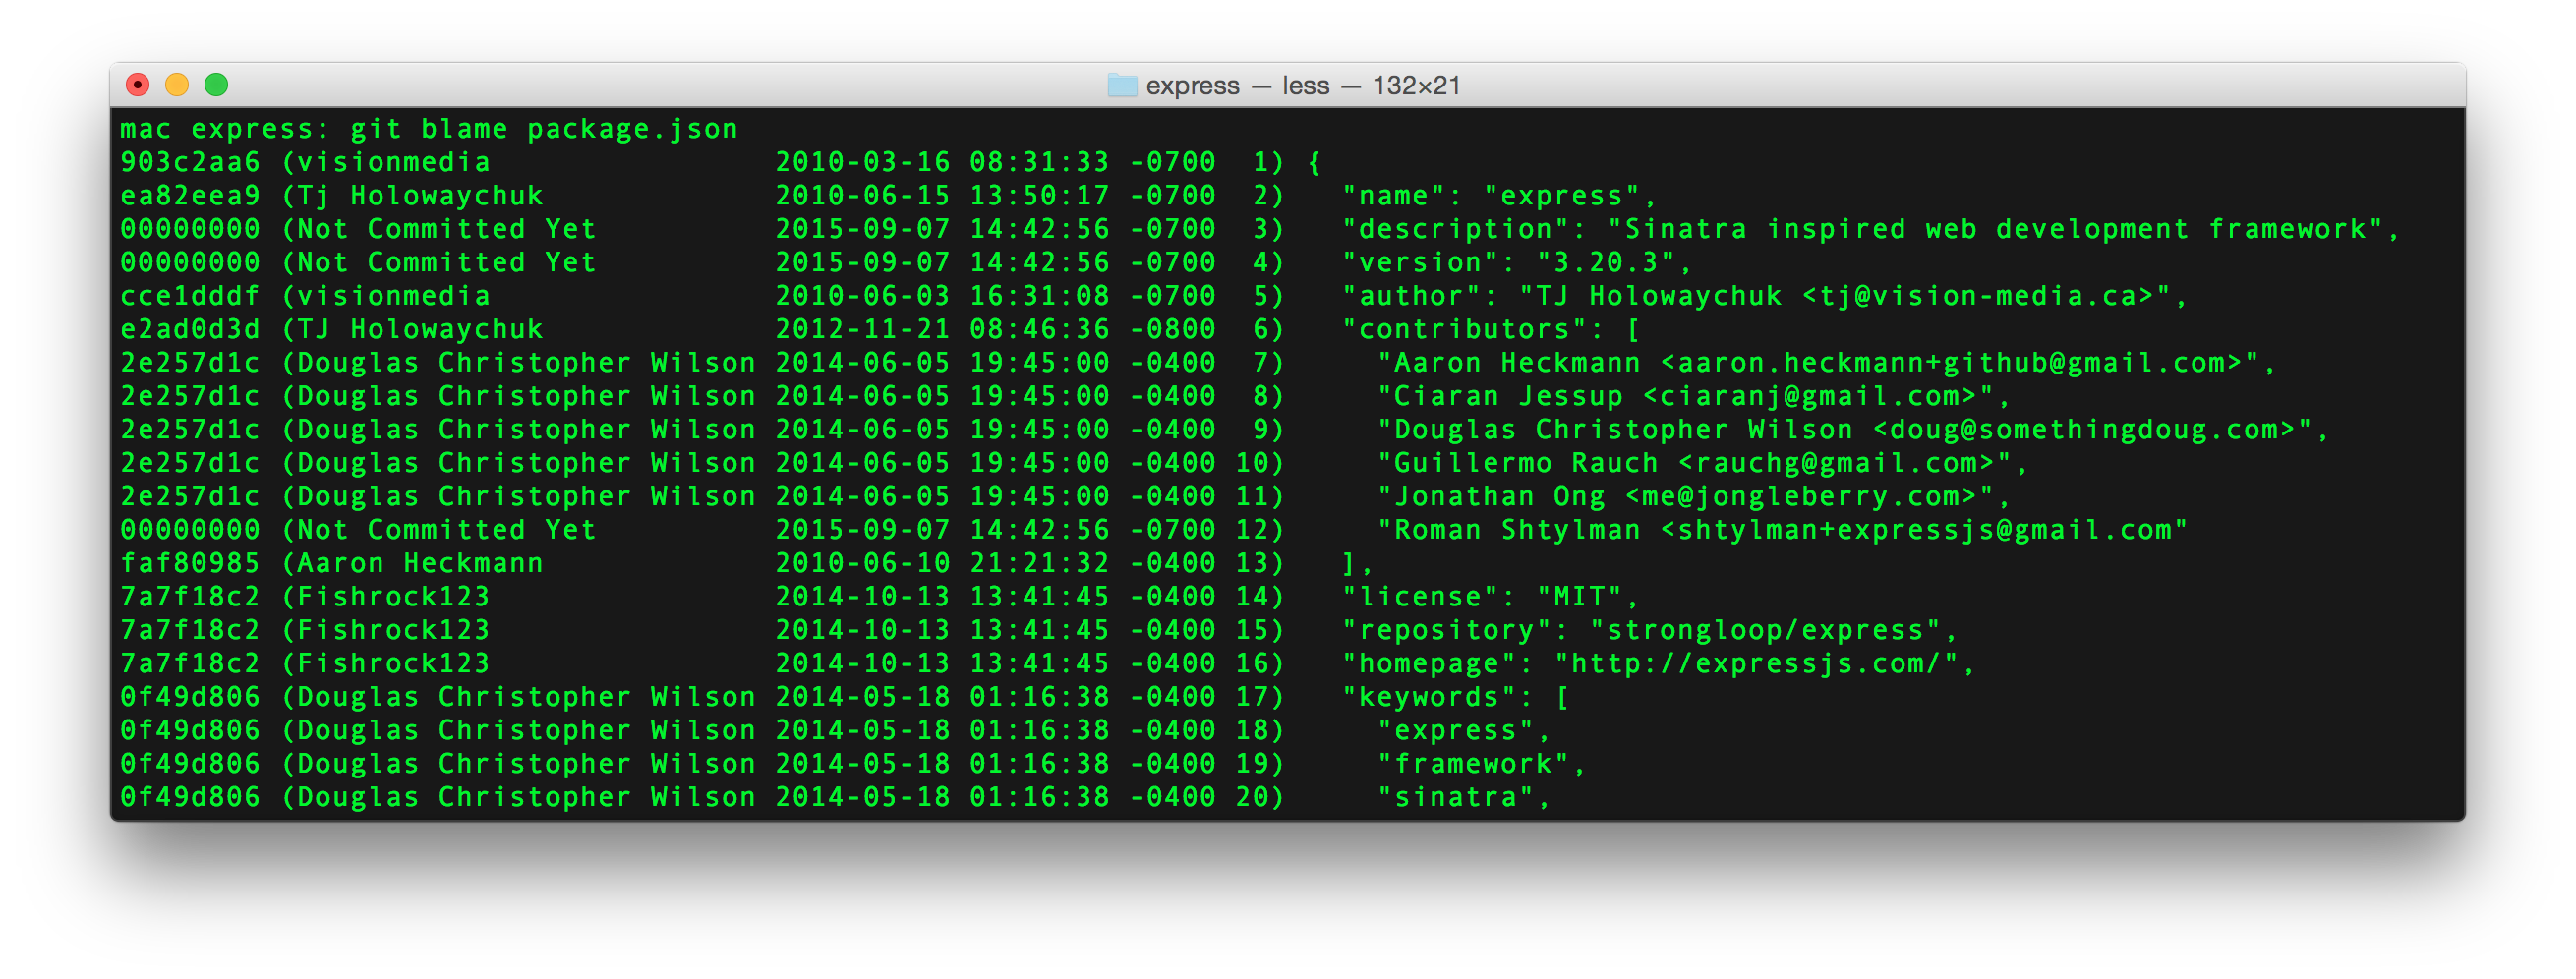 express — less — 132×21
mac express: git blame package.json
903c2aa6 (visionmedia                2010-03-16 08:31:33 -0700  1) {
ea82eea9 (Tj Holowaychuk             2010-06-15 13:50:17 -0700  2)   "name": "express",
00000000 (Not Committed Yet          2015-09-07 14:42:56 -0700  3)   "description": "Sinatra inspired web development framework",
00000000 (Not Committed Yet          2015-09-07 14:42:56 -0700  4)   "version": "3.20.3",
cce1dddf (visionmedia                2010-06-03 16:31:08 -0700  5)   "author": "TJ Holowaychuk <tj@vision-media.ca>",
e2ad0d3d (TJ Holowaychuk             2012-11-21 08:46:36 -0800  6)   "contributors": [
2e257d1c (Douglas Christopher Wilson 2014-06-05 19:45:00 -0400  7)     "Aaron Heckmann <aaron.heckmann+github@gmail.com>",
2e257d1c (Douglas Christopher Wilson 2014-06-05 19:45:00 -0400  8)     "Ciaran Jessup <ciaranj@gmail.com>",
2e257d1c (Douglas Christopher Wilson 2014-06-05 19:45:00 -0400  9)     "Douglas Christopher Wilson <doug@somethingdoug.com>",
2e257d1c (Douglas Christopher Wilson 2014-06-05 19:45:00 -0400 10)     "Guillermo Rauch <rauchg@gmail.com>",
2e257d1c (Douglas Christopher Wilson 2014-06-05 19:45:00 -0400 11)     "Jonathan Ong <me@jongleberry.com>",
00000000 (Not Committed Yet          2015-09-07 14:42:56 -0700 12)     "Roman Shtylman <shtylman+expressjs@gmail.com"
faf80985 (Aaron Heckmann             2010-06-10 21:21:32 -0400 13)   ],
7a7f18c2 (Fishrock123                2014-10-13 13:41:45 -0400 14)   "license": "MIT",
7a7f18c2 (Fishrock123                2014-10-13 13:41:45 -0400 15)   "repository": "strongloop/express",
7a7f18c2 (Fishrock123                2014-10-13 13:41:45 -0400 16)   "homepage": "http://expressjs.com/",
0f49d806 (Douglas Christopher Wilson 2014-05-18 01:16:38 -0400 17)   "keywords": [
0f49d806 (Douglas Christopher Wilson 2014-05-18 01:16:38 -0400 18)     "express",
0f49d806 (Douglas Christopher Wilson 2014-05-18 01:16:38 -0400 19)     "framework",
0f49d806 (Douglas Christopher Wilson 2014-05-18 01:16:38 -0400 20)     "sinatra",